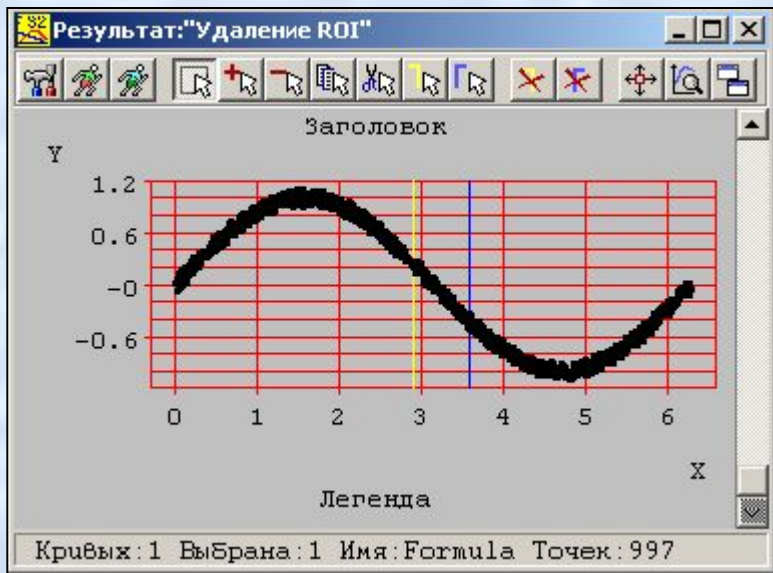 32
Результат:"Удаление ROI"
Заголовок
Y
1.2
0.6
-0
-0.6
0 1 2 3 4 5 6
X
Легенда
Кривых:1 Выбрана:1 Имя:Formula Точек:997